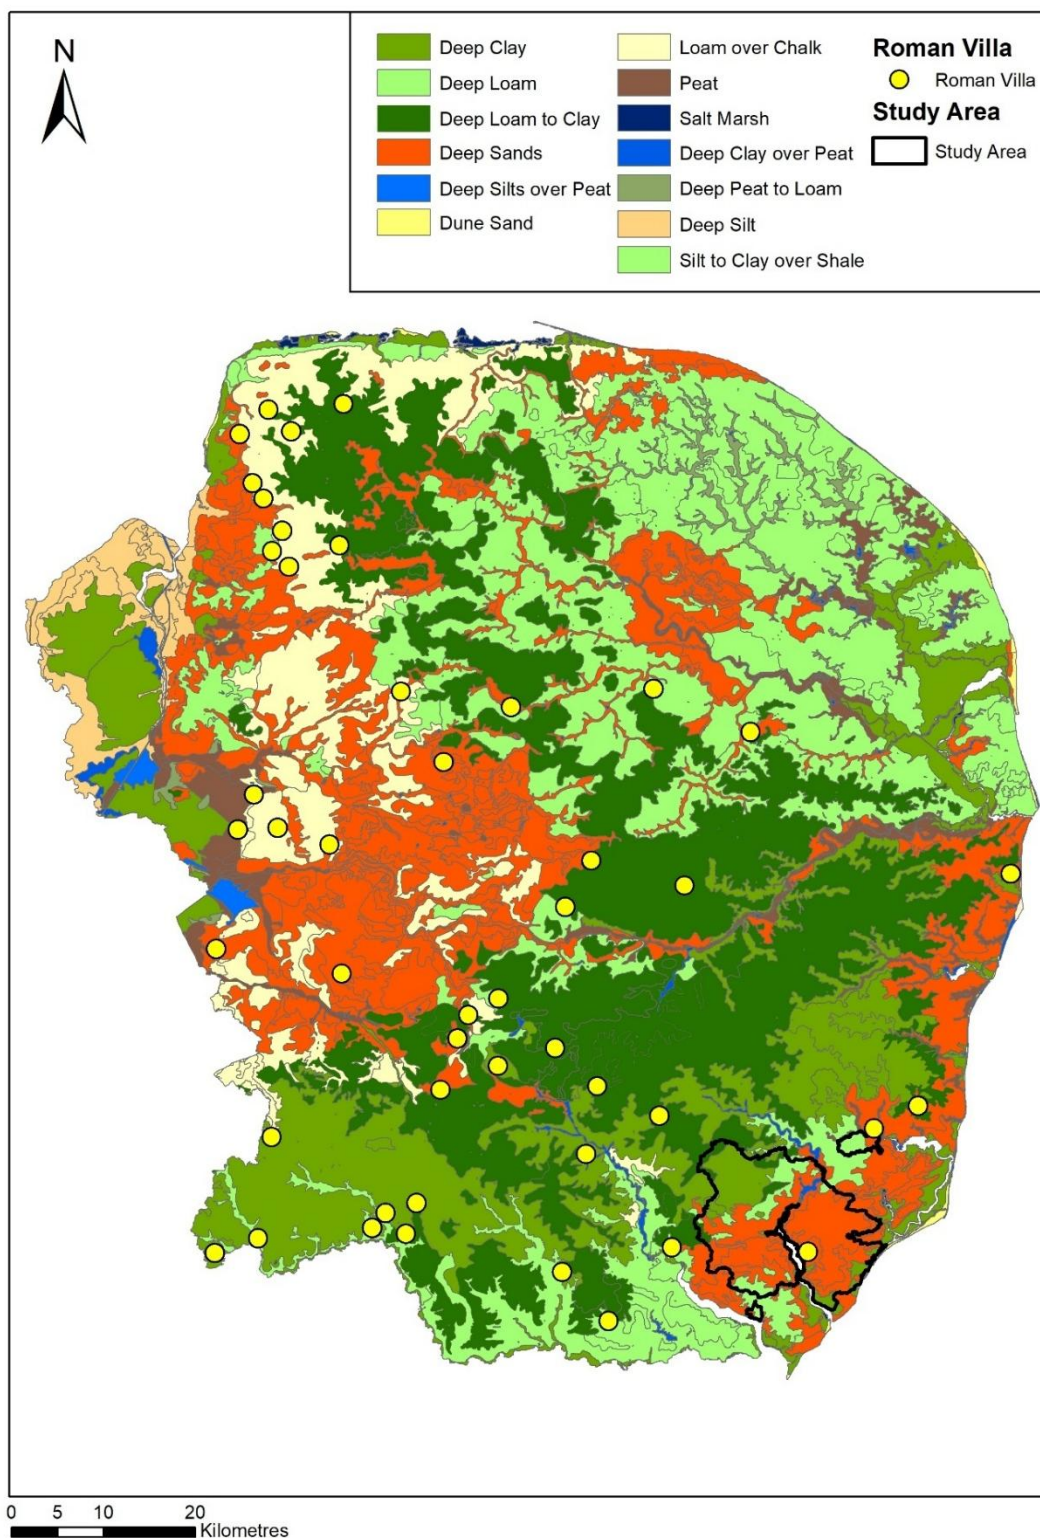 N
Deep Clay
Deep Loam
Deep Loam to Clay
Deep Sands
Deep Silts over Peat
Dune Sand
Loam over Chalk
Peat
Salt Marsh
Deep Clay over Peat
Deep Peat to Loam
Deep Silt
Silt to Clay over Shale
Roman Villa
Roman Villa
Study Area
Study Area
0 5 10 20
Kilometres